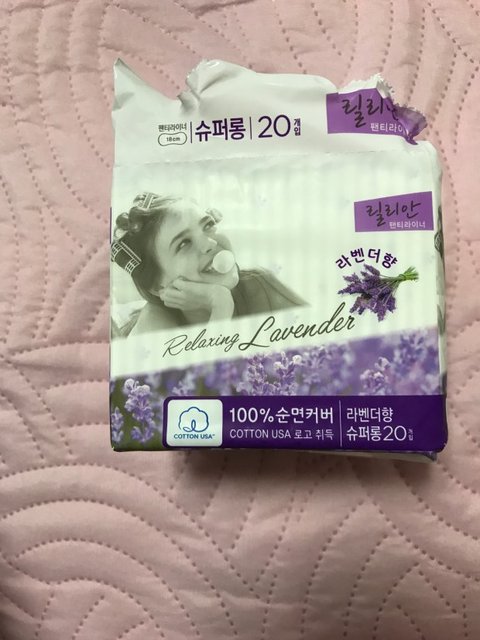 팬티라이너
18cm
슈퍼롱
20개입
릴리안
팬티라이너
릴리안
팬티라이너
라벤더향
Relaxing Lavender
COTTON USA
100%순면커버
COTTON USA 로고 취득
라벤더향
슈퍼롱20개입